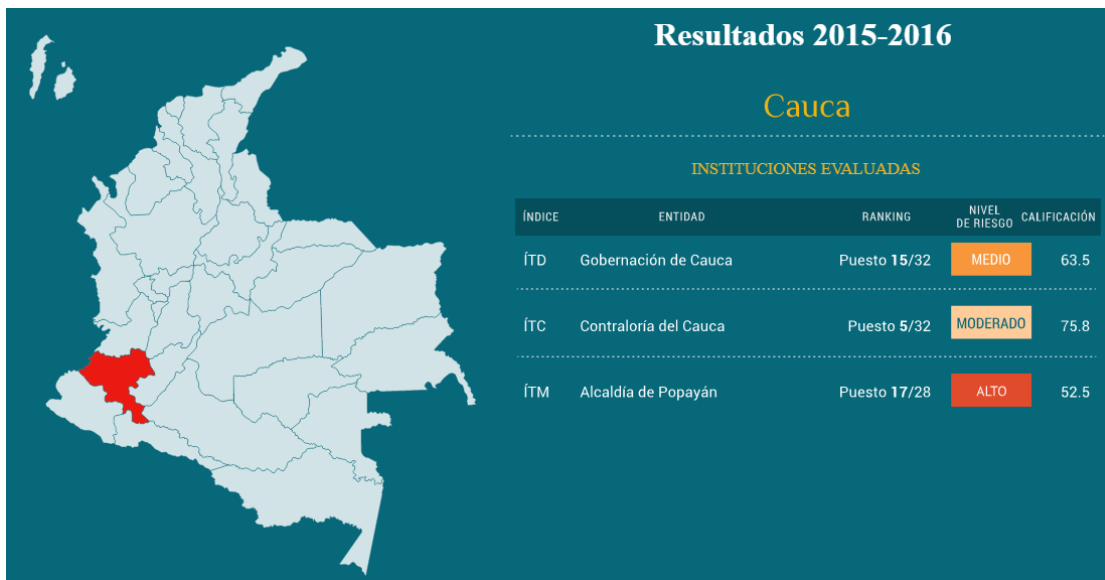 Resultados 2015-2016
Cauca
INSTITUCIONES EVALUADAS
ÍNDICE ENTIDAD RANKING NIVEL DE RIESGO CALIFICACIÓN
ÍTD Gobernación de Cauca Puesto 15/32 MEDIO 63.5
ÍTC Contraloría del Cauca Puesto 5/32 MODERADO 75.8
ÍTM Alcaldía de Popayán Puesto 17/28 ALTO 52.5